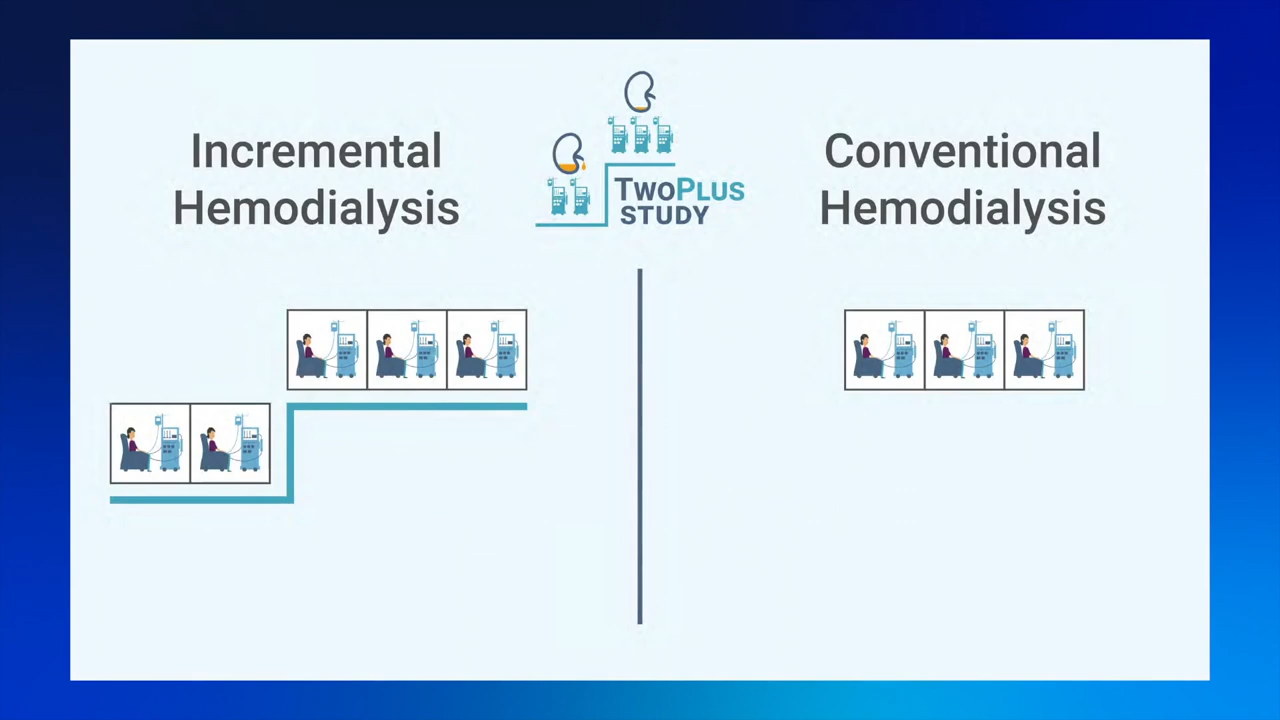 Incremental
Hemodialysis
TWOPLUS
STUDY
Conventional
Hemodialysis